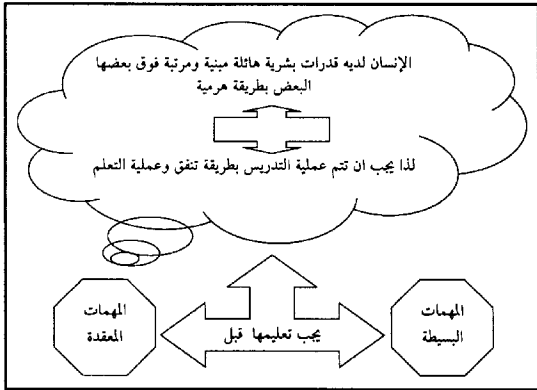 الإنسان لديه قدرات بشرية هائلة مبنية ومرتبة فوق بعضها
البعض بطريقة هرمية
لذا يجب ان تتم عملية التدريس بطريقة تتفق وعملية التعلم
المهمات
البسيطة
يجب تعليمها قبل
المهمات
المعقدة